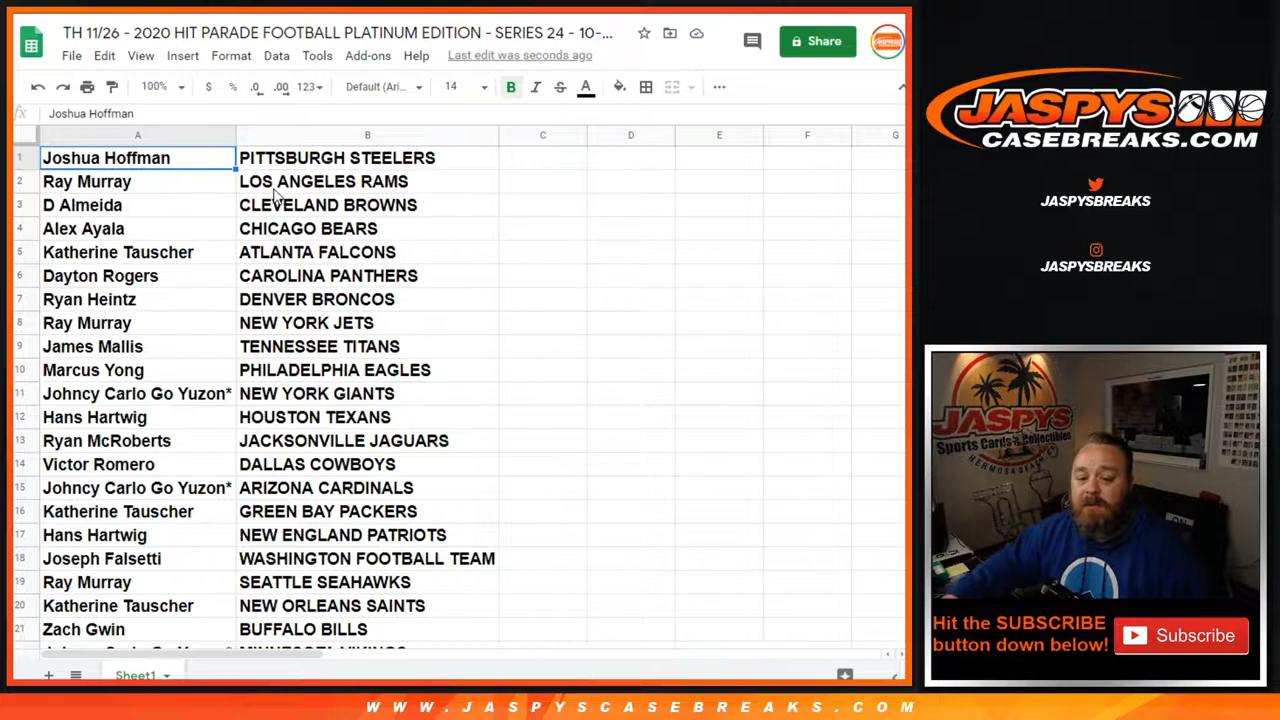 TH 11/26 - 2020 HIT PARADE FOOTBALL PLATINUM EDITION - SERIES 24 - 10-...
Share
File Edit View Insert Format Data Tools Add-ons Help Last edit was seconds ago
100% $ % .0 .00 123 Default (Ari... 14 B I S A
fx Joshua Hoffman
A B C D E F G
1 Joshua Hoffman PITTSBURGH STEELERS
2 Ray Murray LOS ANGELES RAMS
3 D Almeida CLEVELAND BROWNS
4 Alex Ayala CHICAGO BEARS
5 Katherine Tauscher ATLANTA FALCONS
6 Dayton Rogers CAROLINA PANTHERS
7 Ryan Heintz DENVER BRONCOS
8 Ray Murray NEW YORK JETS
9 James Mallis TENNESSEE TITANS
10 Marcus Yong PHILADELPHIA EAGLES
11 Johncy Carlo Go Yuzon* NEW YORK GIANTS
12 Hans Hartwig HOUSTON TEXANS
13 Ryan McRoberts JACKSONVILLE JAGUARS
14 Victor Romero DALLAS COWBOYS
15 Johncy Carlo Go Yuzon* ARIZONA CARDINALS
16 Katherine Tauscher GREEN BAY PACKERS
17 Hans Hartwig NEW ENGLAND PATRIOTS
18 Joseph Falsetti WASHINGTON FOOTBALL TEAM
19 Ray Murray SEATTLE SEAHAWKS
20 Katherine Tauscher NEW ORLEANS SAINTS
21 Zach Gwin BUFFALO BILLS
Johncy Carlo Go Yuzon* MINNESOTA VIKINGS
Sheet1
JASPYS
CASEBREAKS.COM
JASPYSBREAKS
JASPYSBREAKS
JASPYS
Sports Cards & Collectibles
HERMOSA BEACH
Hit the SUBSCRIBE
button down below!
Subscribe
WWW.JASPYSCASEBREAKS.COM